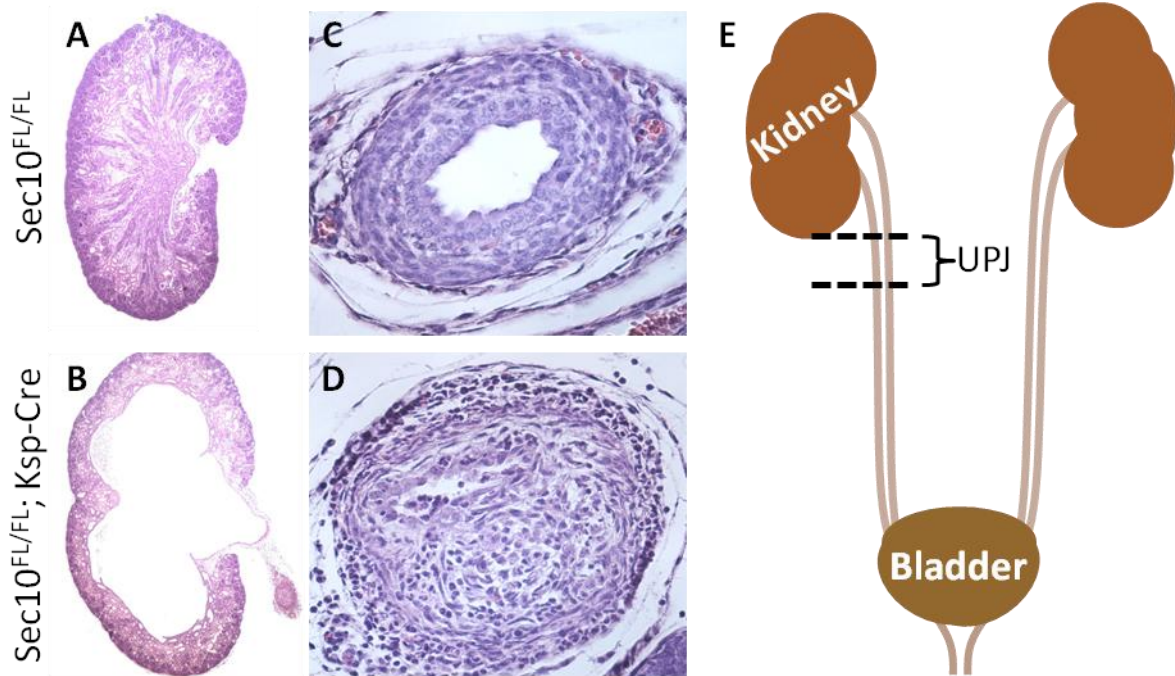 A
C
E
Sec10FL/FL
Kidney
UPJ
B
D
Sec10FL/FL; Ksp-Cre
Bladder